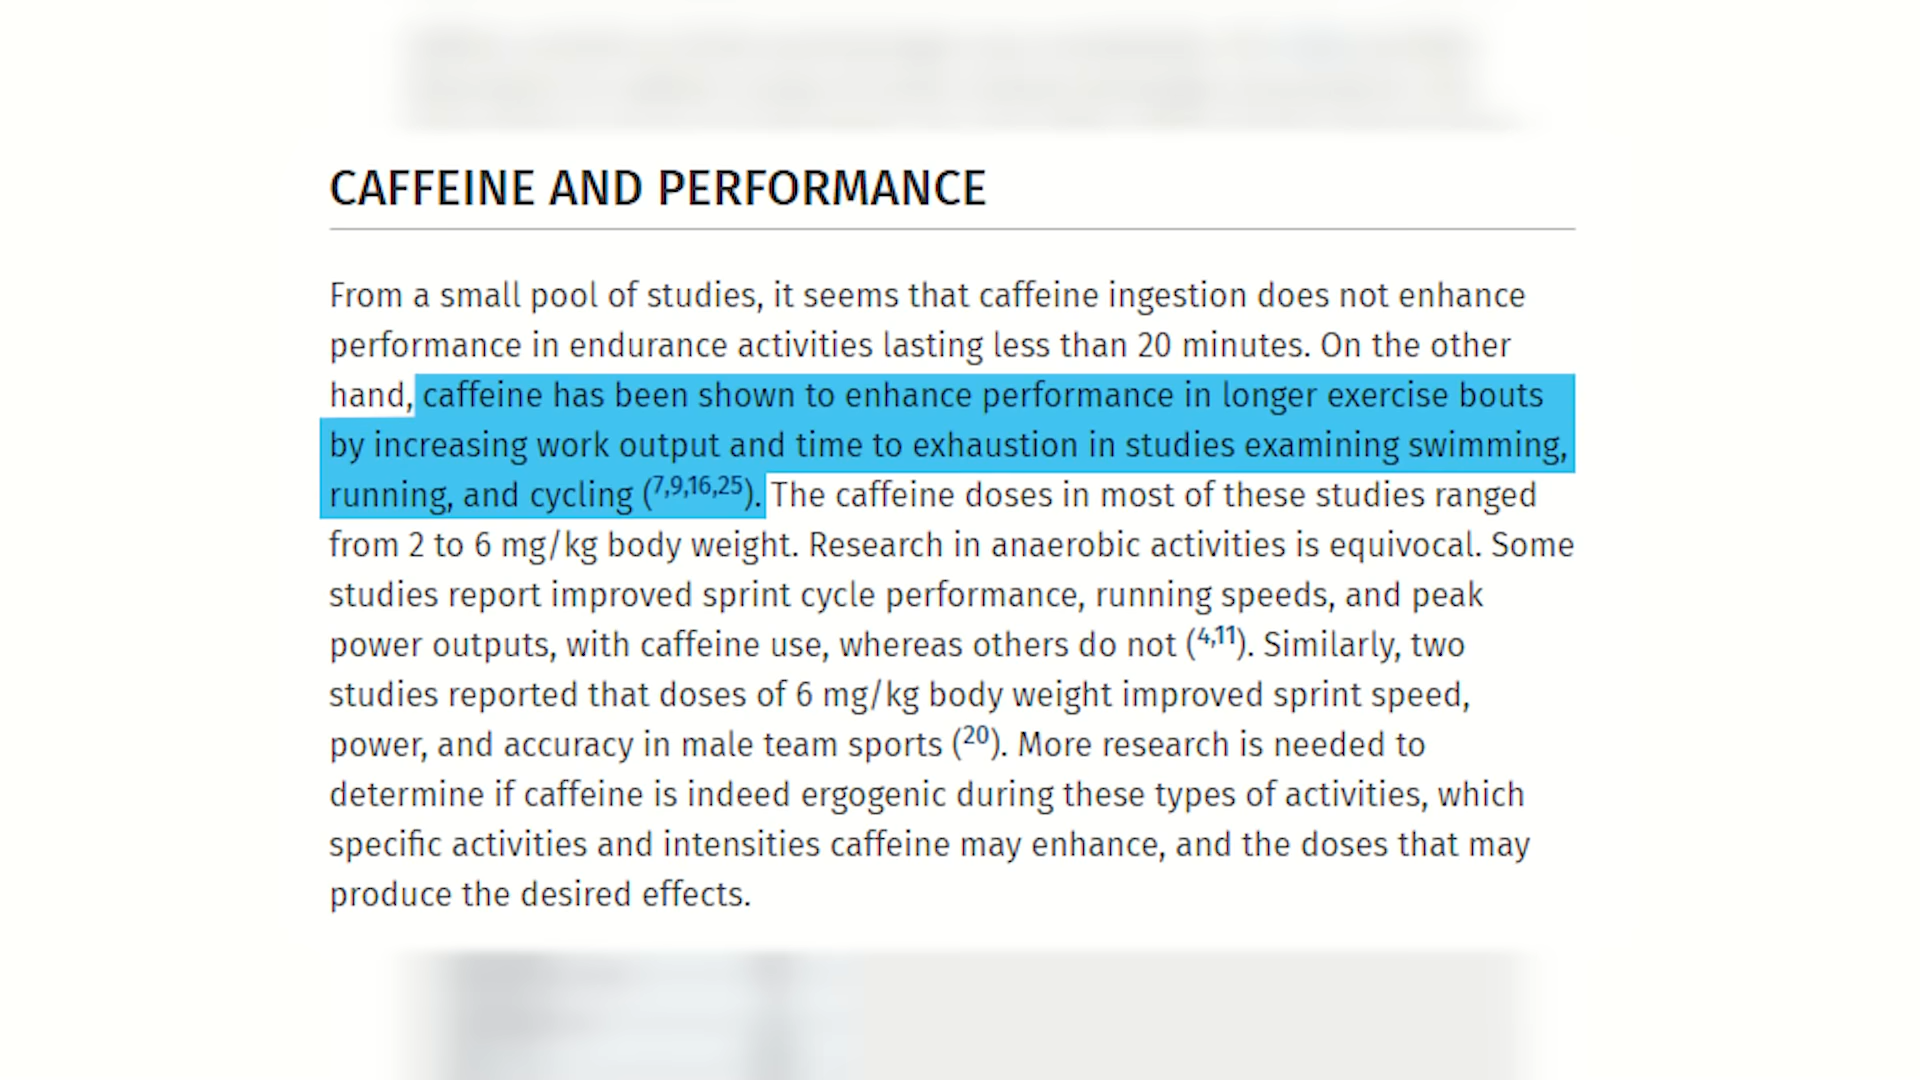 CAFFEINE AND PERFORMANCE
From a small pool of studies, it seems that caffeine ingestion does not enhance
performance in endurance activities lasting less than 20 minutes. On the other
hand, caffeine has been shown to enhance performance in longer exercise bouts
by increasing work output and time to exhaustion in studies examining swimming,
running, and cycling (7,9,16,25). The caffeine doses in most of these studies ranged
from 2 to 6 mg/kg body weight. Research in anaerobic activities is equivocal. Some
studies report improved sprint cycle performance, running speeds, and peak
power outputs, with caffeine use, whereas others do not (4,11). Similarly, two
studies reported that doses of 6 mg/kg body weight improved sprint speed,
power, and accuracy in male team sports (20). More research is needed to
determine if caffeine is indeed ergogenic during these types of activities, which
specific activities and intensities caffeine may enhance, and the doses that may
produce the desired effects.